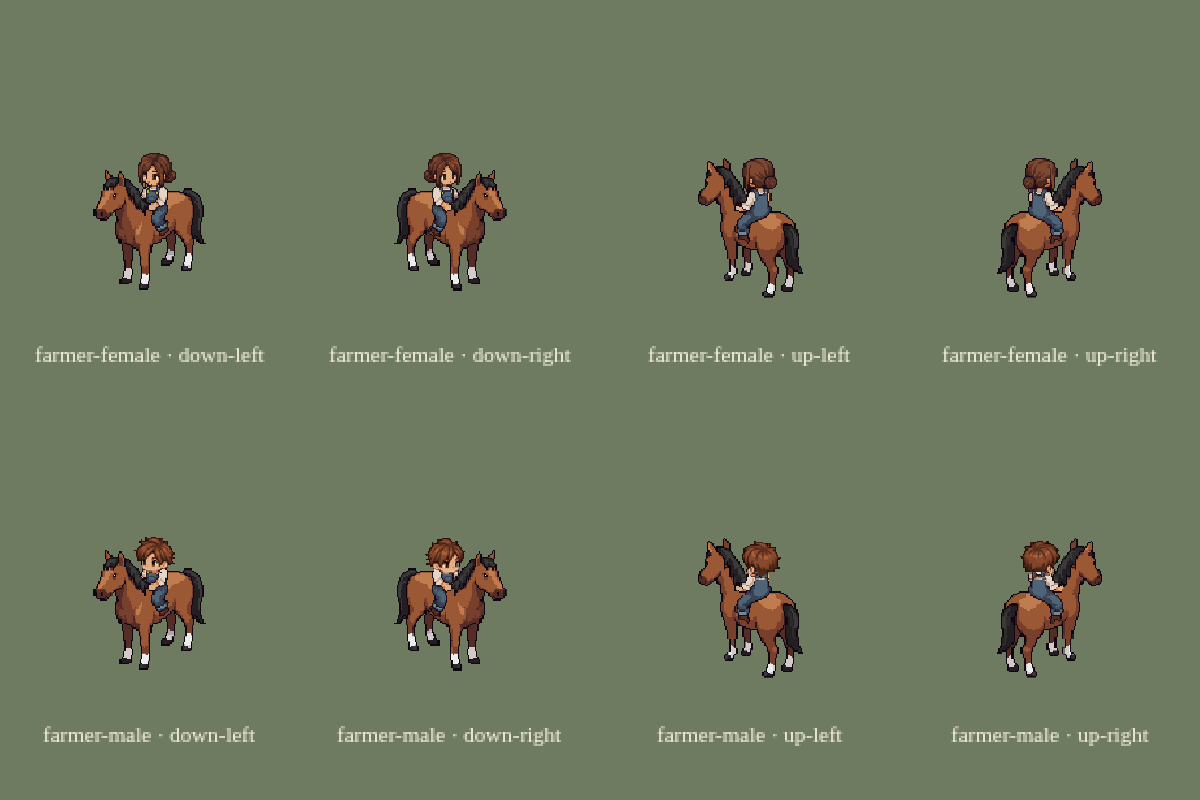 farmer-female · down-left
farmer-female · down-right
farmer-female · up-left
farmer-female · up-right
farmer-male · down-left
farmer-male · down-right
farmer-male · up-left
farmer-male · up-right